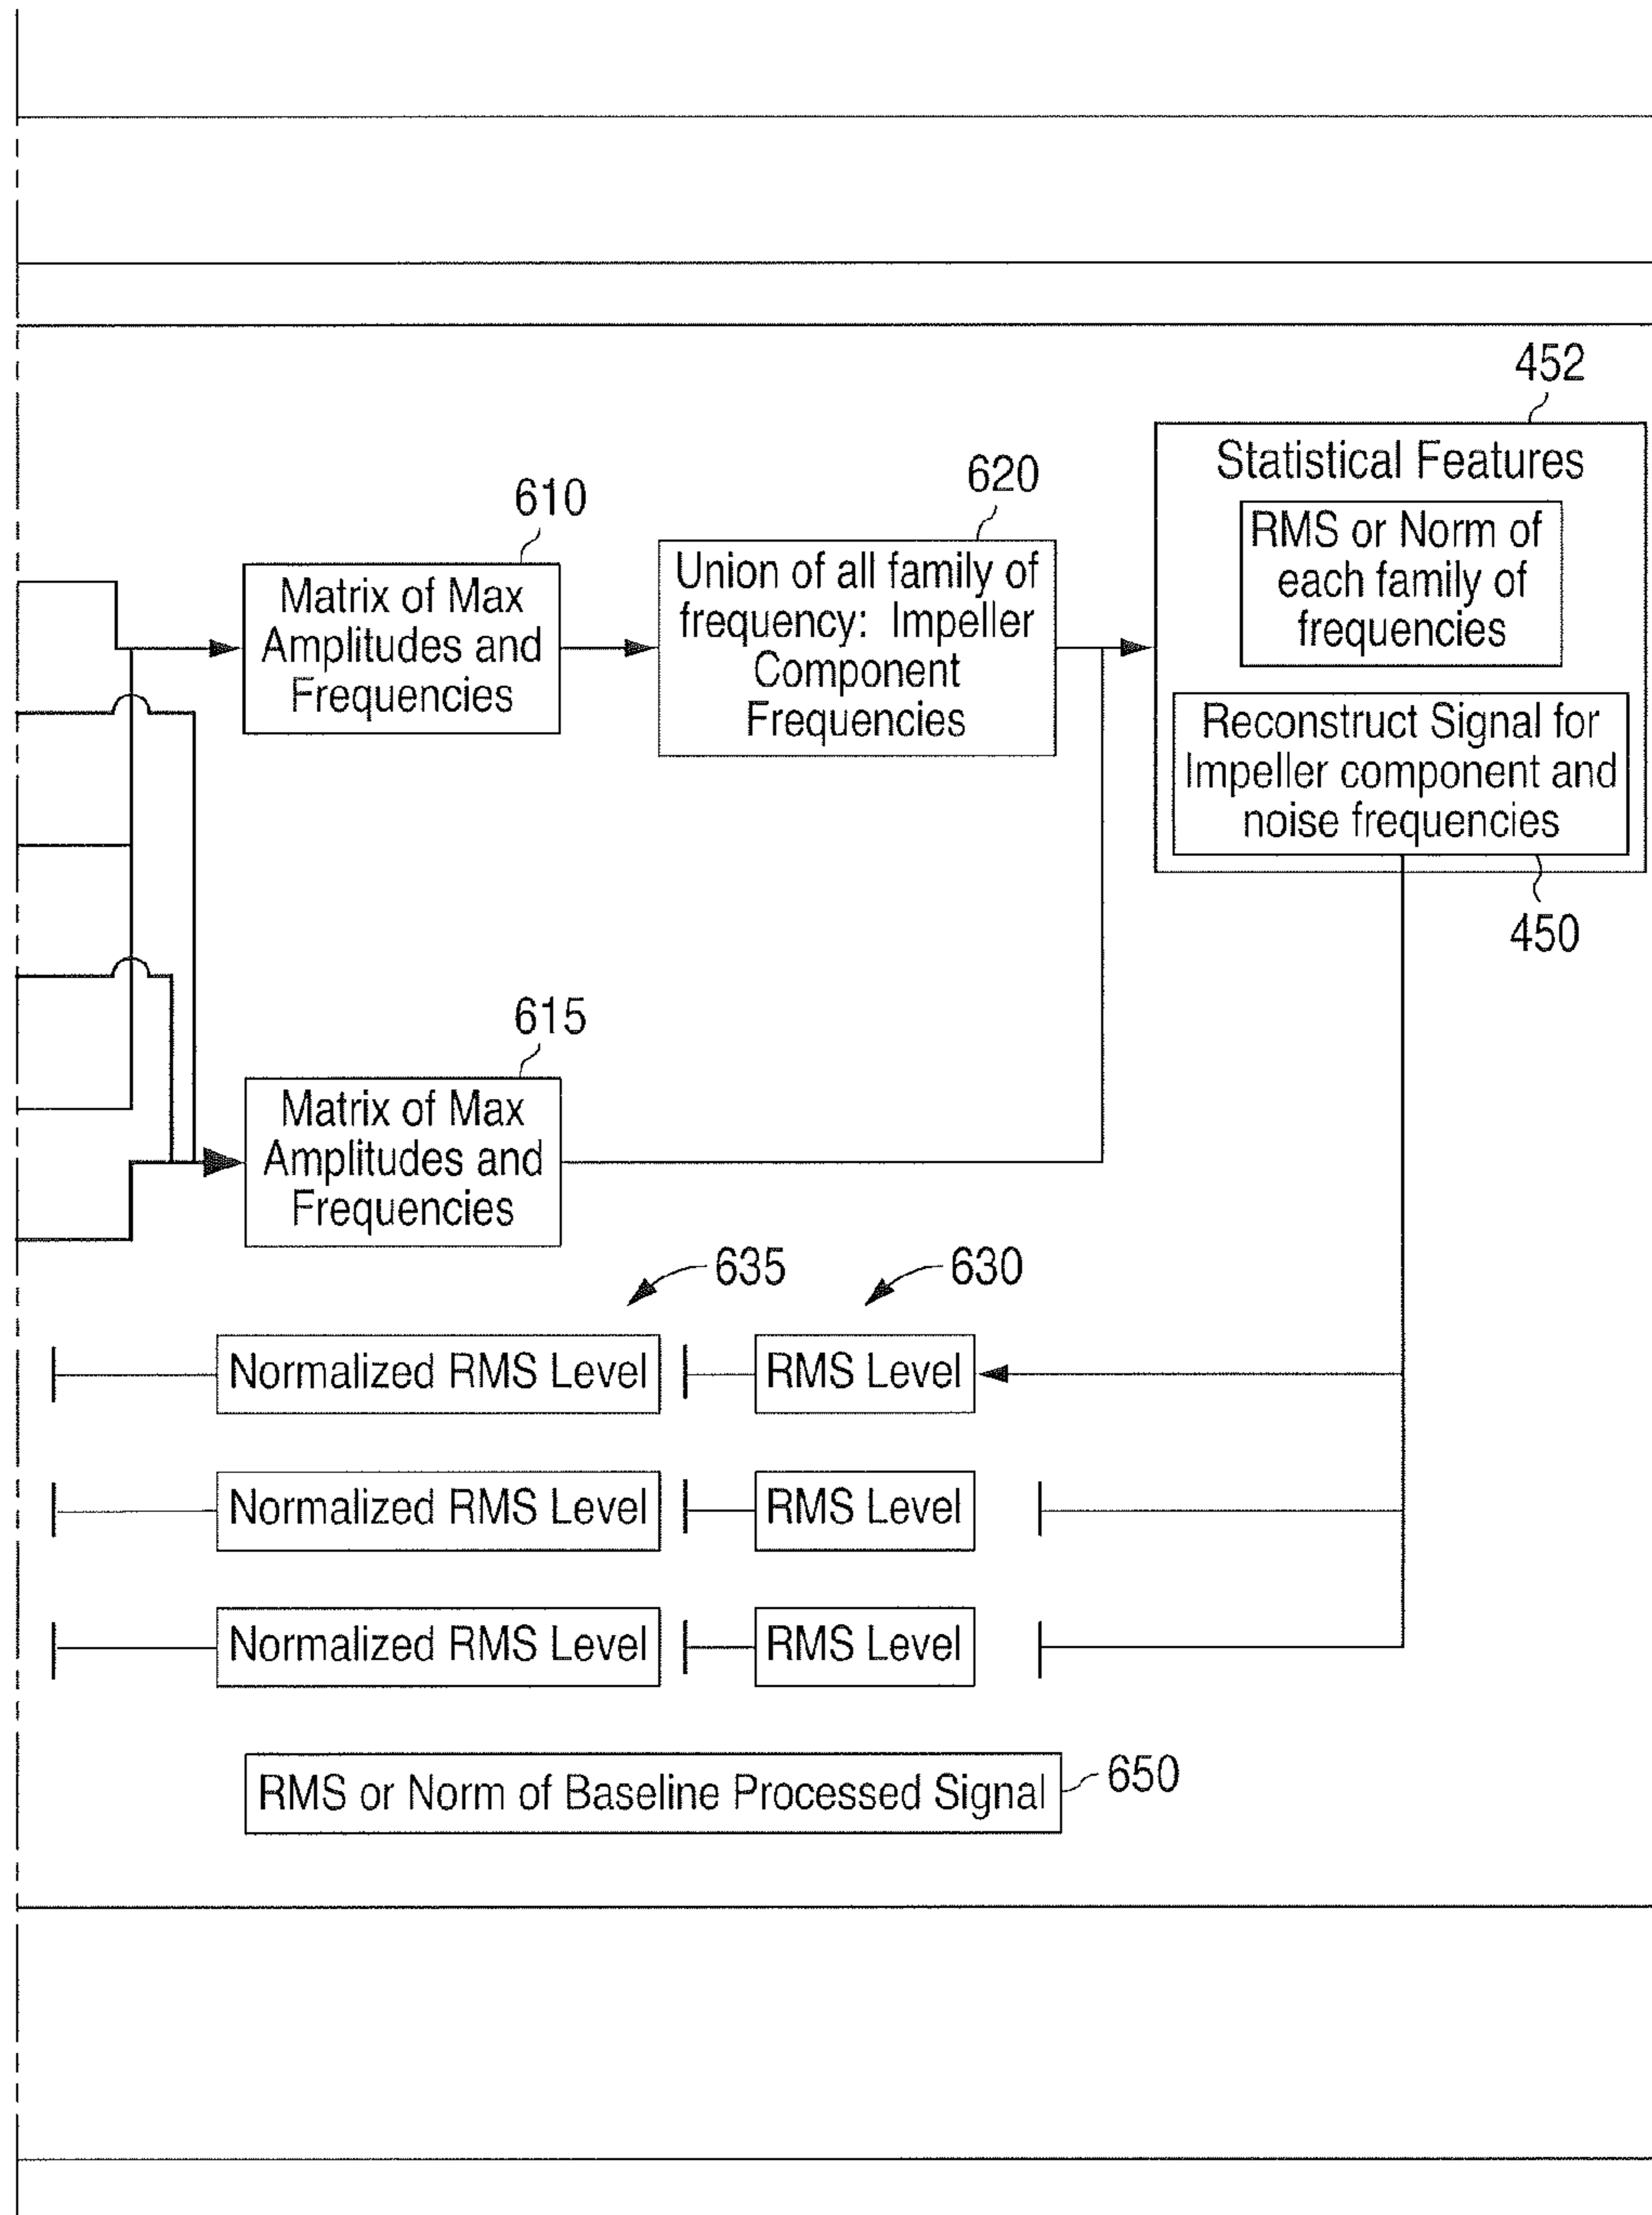 452
Statistical Features
RMS or Norm of
each family of
frequencies
Reconstruct Signal for
Impeller component and
noise frequencies
450
620
Union of all family of
frequency: Impeller
Component
Frequencies
610
Matrix of Max
Amplitudes and
Frequencies
615
Matrix of Max
Amplitudes and
Frequencies
635
630
Normalized RMS Level
RMS Level
Normalized RMS Level
RMS Level
Normalized RMS Level
RMS Level
RMS or Norm of Baseline Processed Signal
650